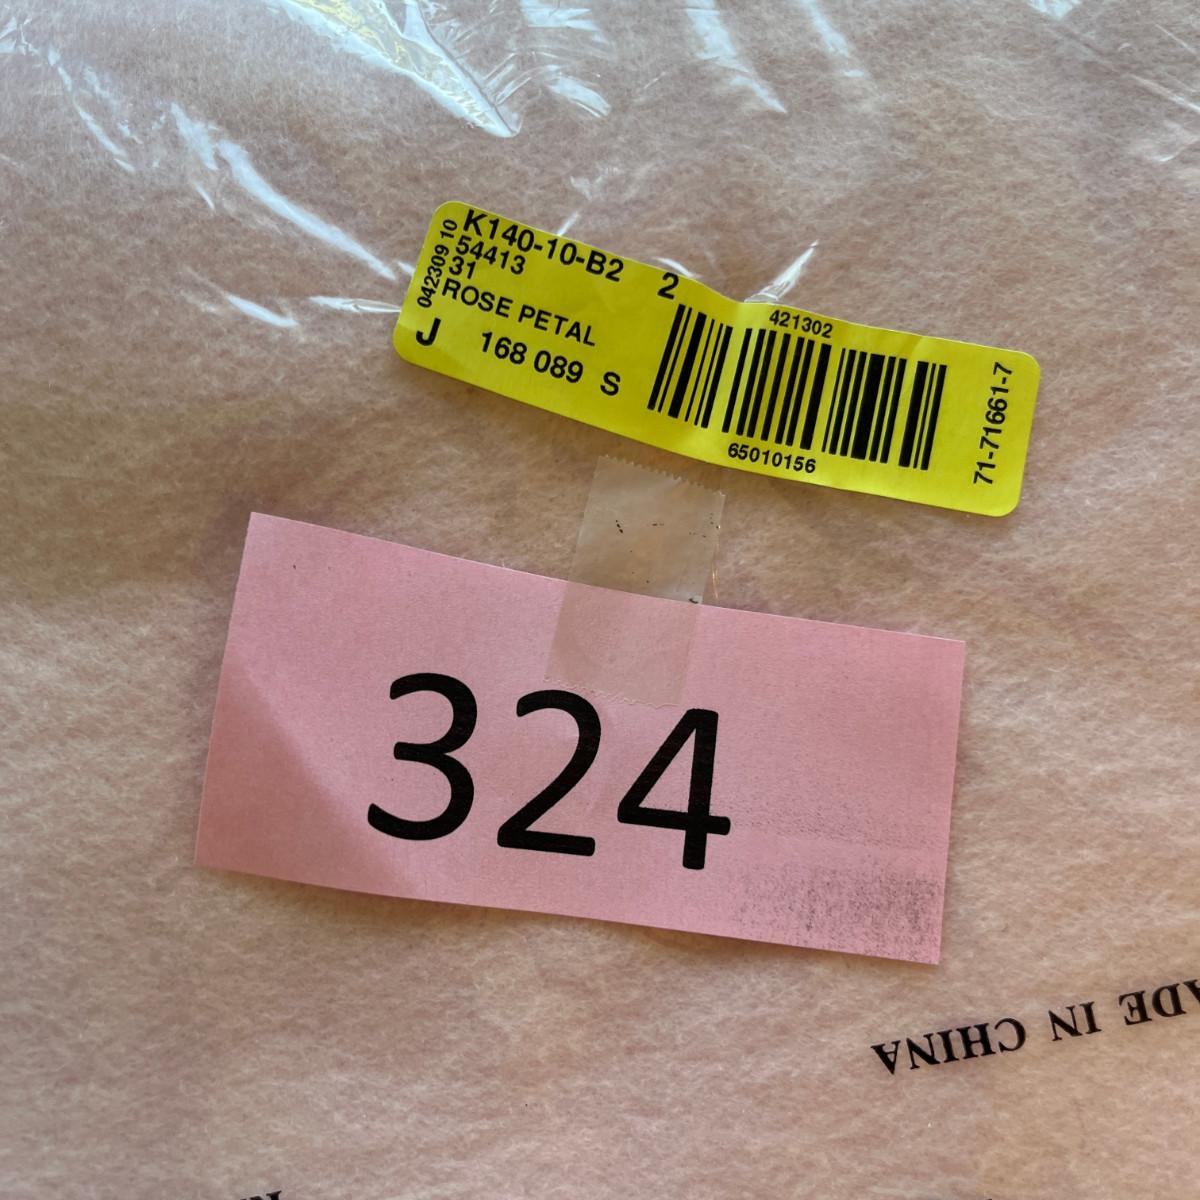 042309 10
K140-10-B2 2
54413
31
ROSE PETAL
J 168 089 S
421302
65010156
71-71661-7
324
ADE IN CHINA